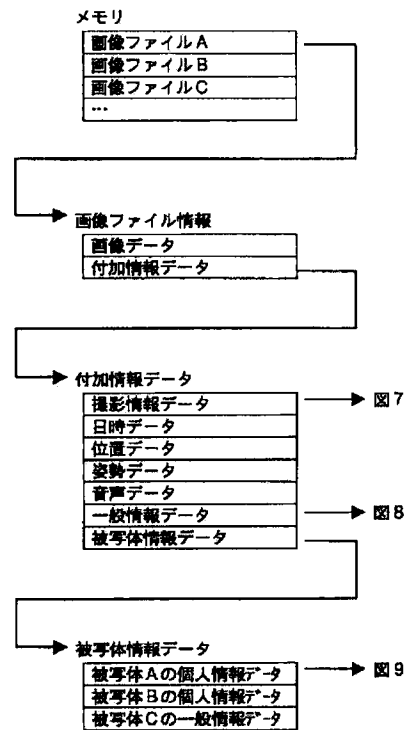 メモリ
画像ファイルA
画像ファイルB
画像ファイルC
…
画像ファイル情報
画像データ
付加情報データ
付加情報データ
撮影情報データ
図7
日時データ
位置データ
姿勢データ
音声データ
一般情報データ
図8
被写体情報データ
被写体情報データ
被写体Aの個人情報データ
図9
被写体Bの個人情報データ
被写体Cの一般情報データ